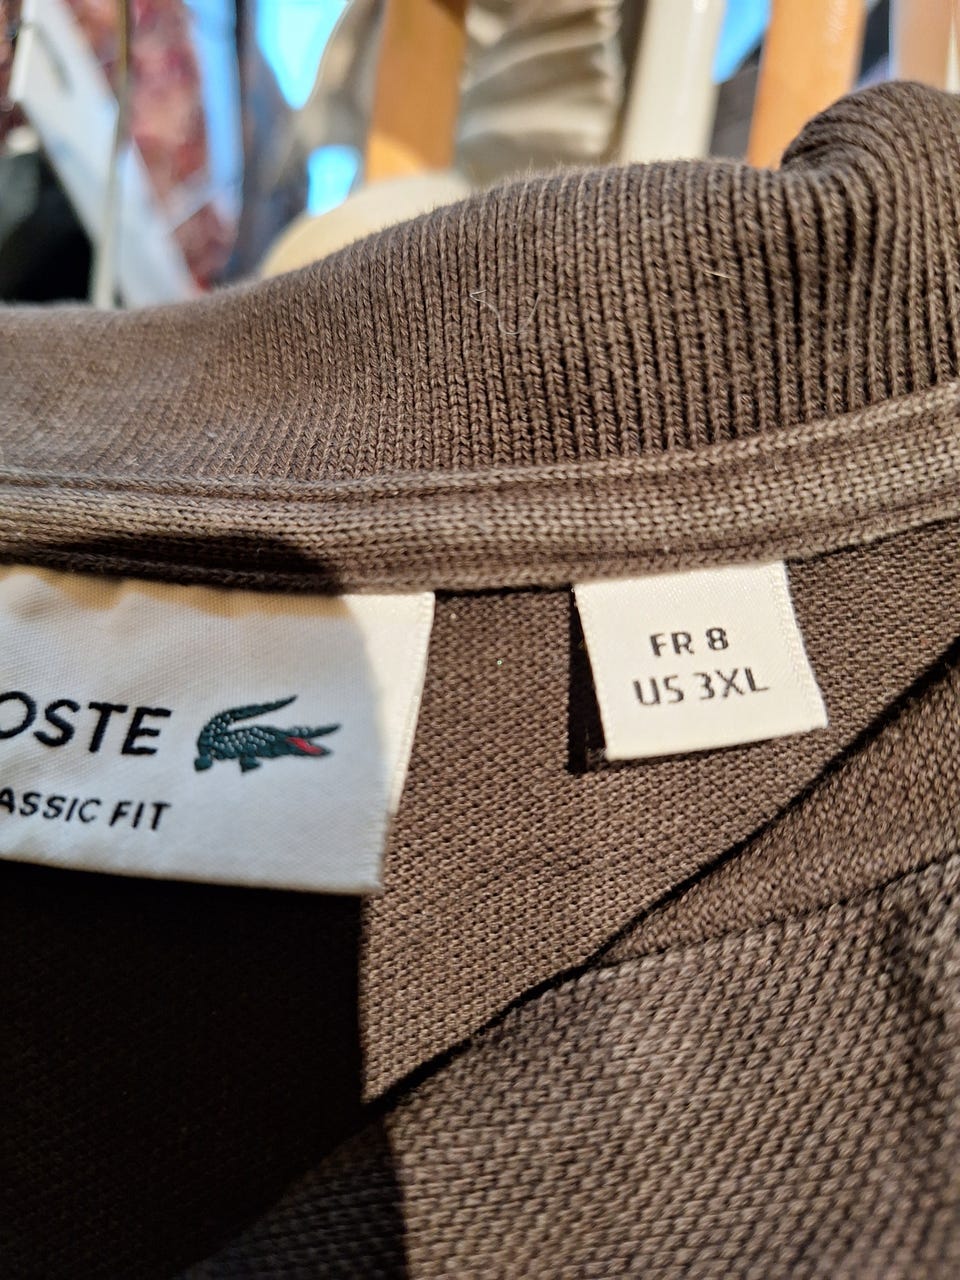 OSTE
ASSIC FIT
FR 8
US 3XL